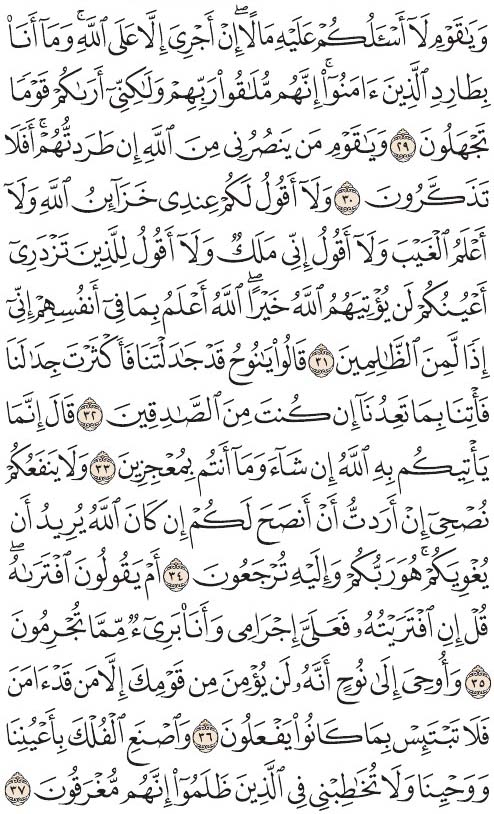 وَيَٰقَوْمِ لَآ أَسْـَٔلُكُمْ عَلَيْهِ مَالًا ۖ إِنْ أَجْرِىَ إِلَّا عَلَى ٱللَّهِ ۚ وَمَآ أَنَا۠
بِطَارِدِ ٱلَّذِينَ ءَامَنُوٓا۟ ۚ إِنَّهُم مُّلَٰقُوا۟ رَبِّهِمْ وَلَٰكِنِّىٓ أَرَىٰكُمْ قَوْمًا
تَجْهَلُونَ ٢٩ وَيَٰقَوْمِ مَن يَنصُرُنِى مِنَ ٱللَّهِ إِن طَرَدتُّهُمْ ۚ أَفَلَا
تَذَكَّرُونَ ٣٠ وَلَآ أَقُولُ لَكُمْ عِندِى خَزَآئِنُ ٱللَّهِ وَلَآ
أَعْلَمُ ٱلْغَيْبَ وَلَآ أَقُولُ إِنِّى مَلَكٌ وَلَآ أَقُولُ لِلَّذِينَ تَزْدَرِىٓ
أَعْيُنُكُمْ لَن يُؤْتِيَهُمُ ٱللَّهُ خَيْرًا ۖ ٱللَّهُ أَعْلَمُ بِمَا فِىٓ أَنفُسِهِمْ ۖ إِنِّىٓ
إِذًا لَّمِنَ ٱلظَّٰلِمِينَ ٣١ قَالُوا۟ يَٰنُوحُ قَدْ جَٰدَلْتَنَا فَأَكْثَرْتَ جِدَٰلَنَا
فَأْتِنَا بِمَا تَعِدُنَآ إِن كُنتَ مِنَ ٱلصَّٰدِقِينَ ٣٢ قَالَ إِنَّمَا
يَأْتِيكُم بِهِ ٱللَّهُ إِن شَآءَ وَمَآ أَنتُم بِمُعْجِزِينَ ٣٣ وَلَا يَنفَعُكُمْ
نُصْحِىٓ إِنْ أَرَدتُّ أَنْ أَنصَحَ لَكُمْ إِن كَانَ ٱللَّهُ يُرِيدُ أَن
يُغْوِيَكُمْ ۚ هُوَ رَبُّكُمْ وَإِلَيْهِ تُرْجَعُونَ ٣٤ أَمْ يَقُولُونَ ٱفْتَرَىٰهُ ۖ
قُلْ إِنِ ٱفْتَرَيْتُهُۥ فَعَلَىَّ إِجْرَامِى وَأَنَا۠ بَرِىٓءٌ مِّمَّا تُجْرِمُونَ
٣٥ وَأُوحِىَ إِلَىٰ نُوحٍ أَنَّهُۥ لَن يُؤْمِنَ مِن قَوْمِكَ إِلَّا مَن قَدْ ءَامَنَ
فَلَا تَبْتَئِسْ بِمَا كَانُوا۟ يَفْعَلُونَ ٣٦ وَٱصْنَعِ ٱلْفُلْكَ بِأَعْيُنِنَا
وَوَحْيِنَا وَلَا تُخَٰطِبْنِى فِى ٱلَّذِينَ ظَلَمُوٓا۟ ۚ إِنَّهُم مُّغْرَقُونَ ٣٧